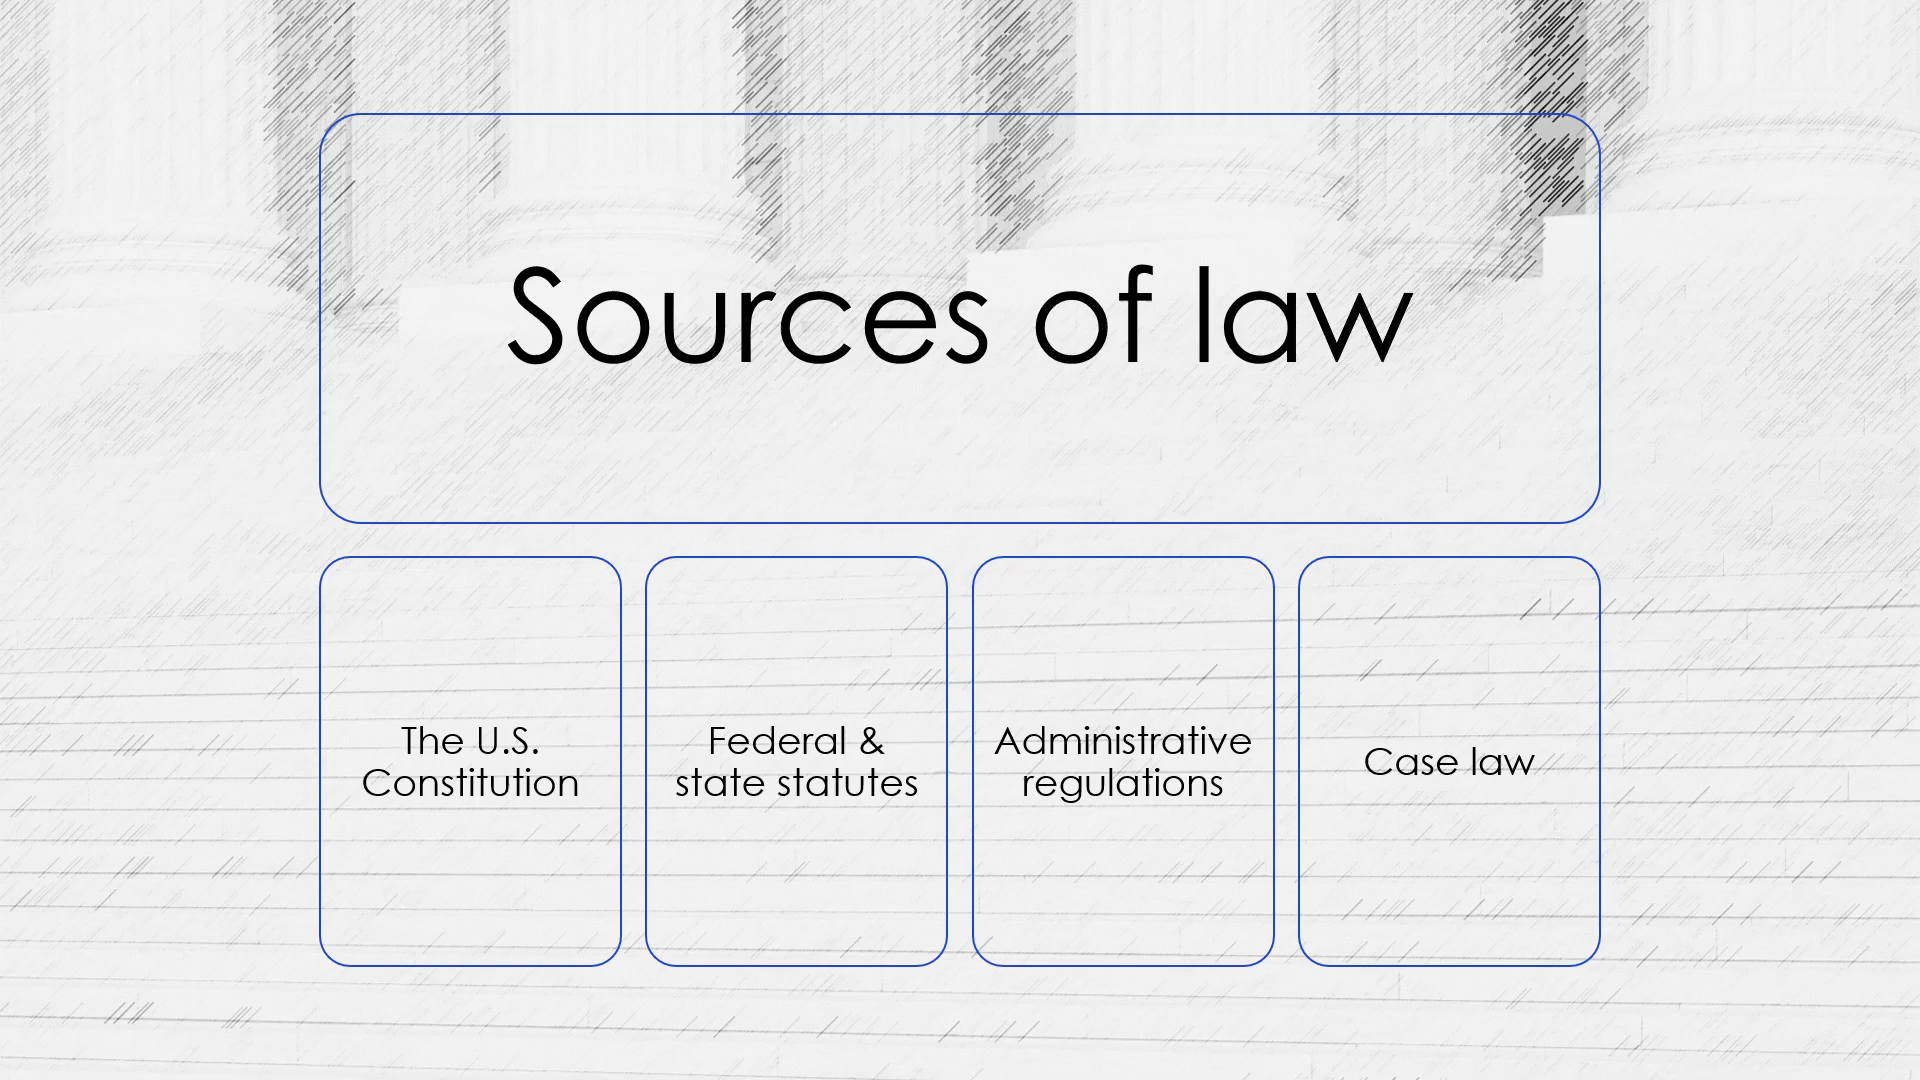 Sources of law
The U.S.
Constitution
Federal &
state statutes
Administrative
regulations
Case law